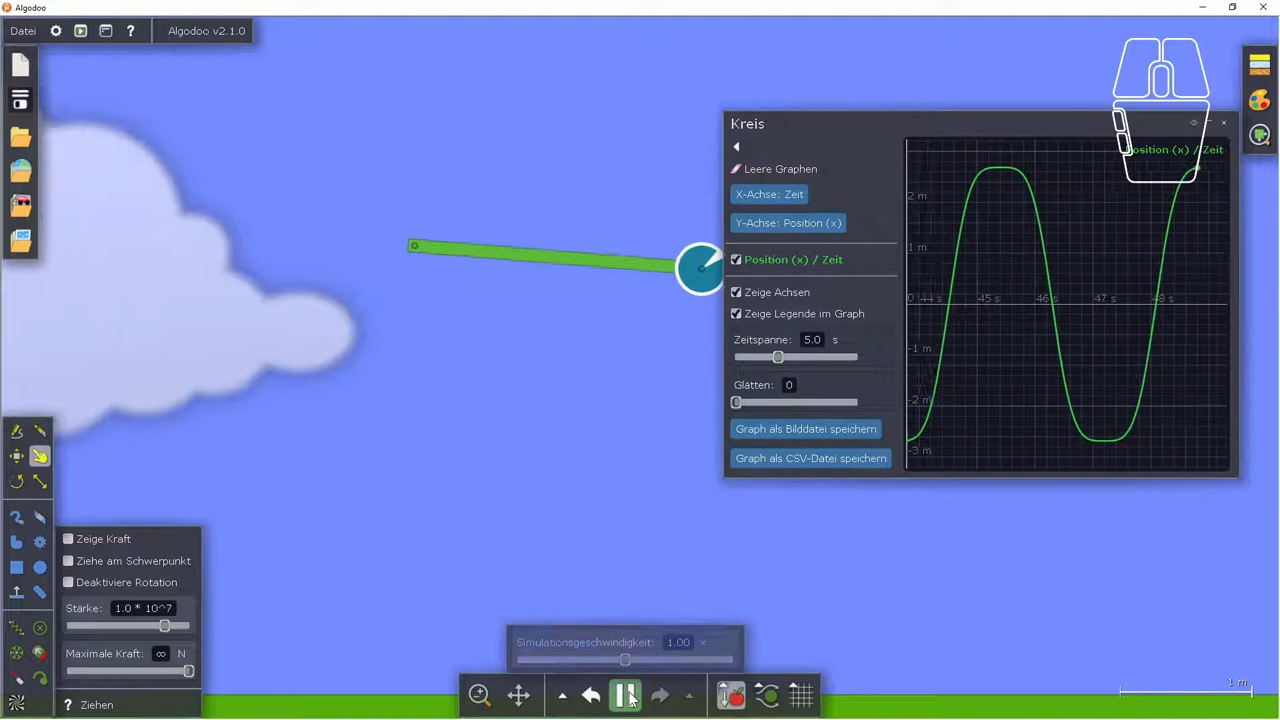 Algodoo
Datei
Algodoo v2.1.0
Kreis
Leere Graphen
X-Achse: Zeit
Y-Achse: Position (x)
Position (x) / Zeit
Zeige Achsen
Zeige Legende im Graph
Zeitspanne: 5.0 s
Glätten: 0
Graph als Bilddatei speichern
Graph als CSV-Datei speichern
Position (x) / Zeit
2 m
1 m
0 44 s 45 s 46 s 47 s 48 s
-1 m
-2 m
-3 m
Zeige Kraft
Ziehe am Schwerpunkt
Deaktiviere Rotation
Stärke: 1.0 * 10^7
Maximale Kraft: ∞ N
? Ziehen
Simulationsgeschwindigkeit: 1.00 x
1 m